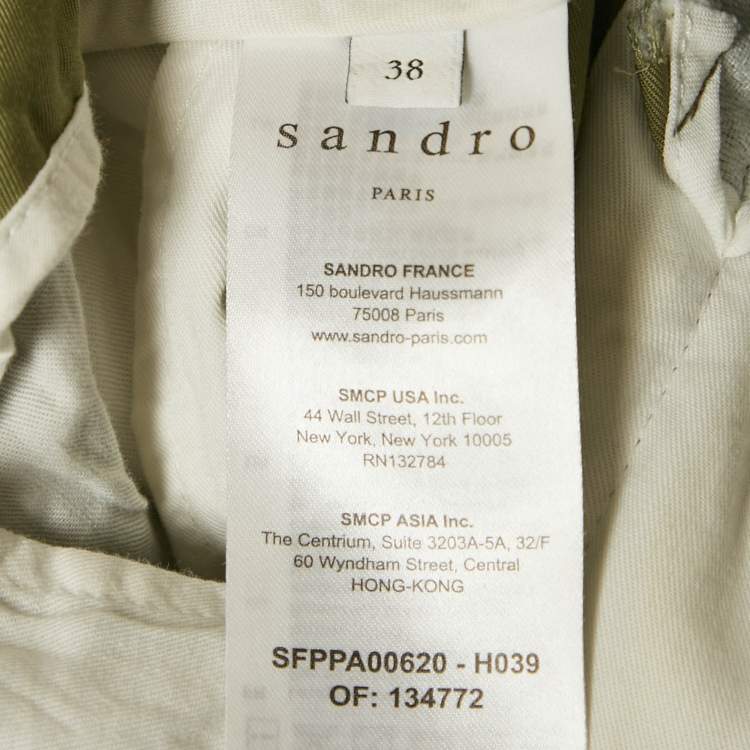 38
sandro
PARIS
SANDRO FRANCE
150 boulevard Haussmann
75008 Paris
www.sandro-paris.com
SMCP USA Inc.
44 Wall Street, 12th Floor
New York, New York 10005
RN132784
SMCP ASIA Inc.
The Centrium, Suite 3203A-5A, 32/F
60 Wyndham Street, Central
HONG-KONG
SFPPA00620 - H039
OF: 134772